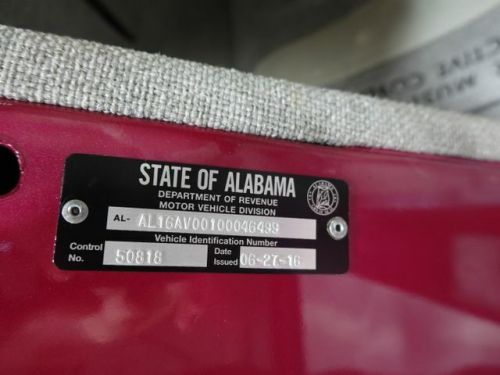 STATE OF ALABAMA
DEPARTMENT OF REVENUE
MOTOR VEHICLE DIVISION
AL- AL16AV00100046499
Vehicle Identification Number
Control No. 50818 Date Issued 06-27-16